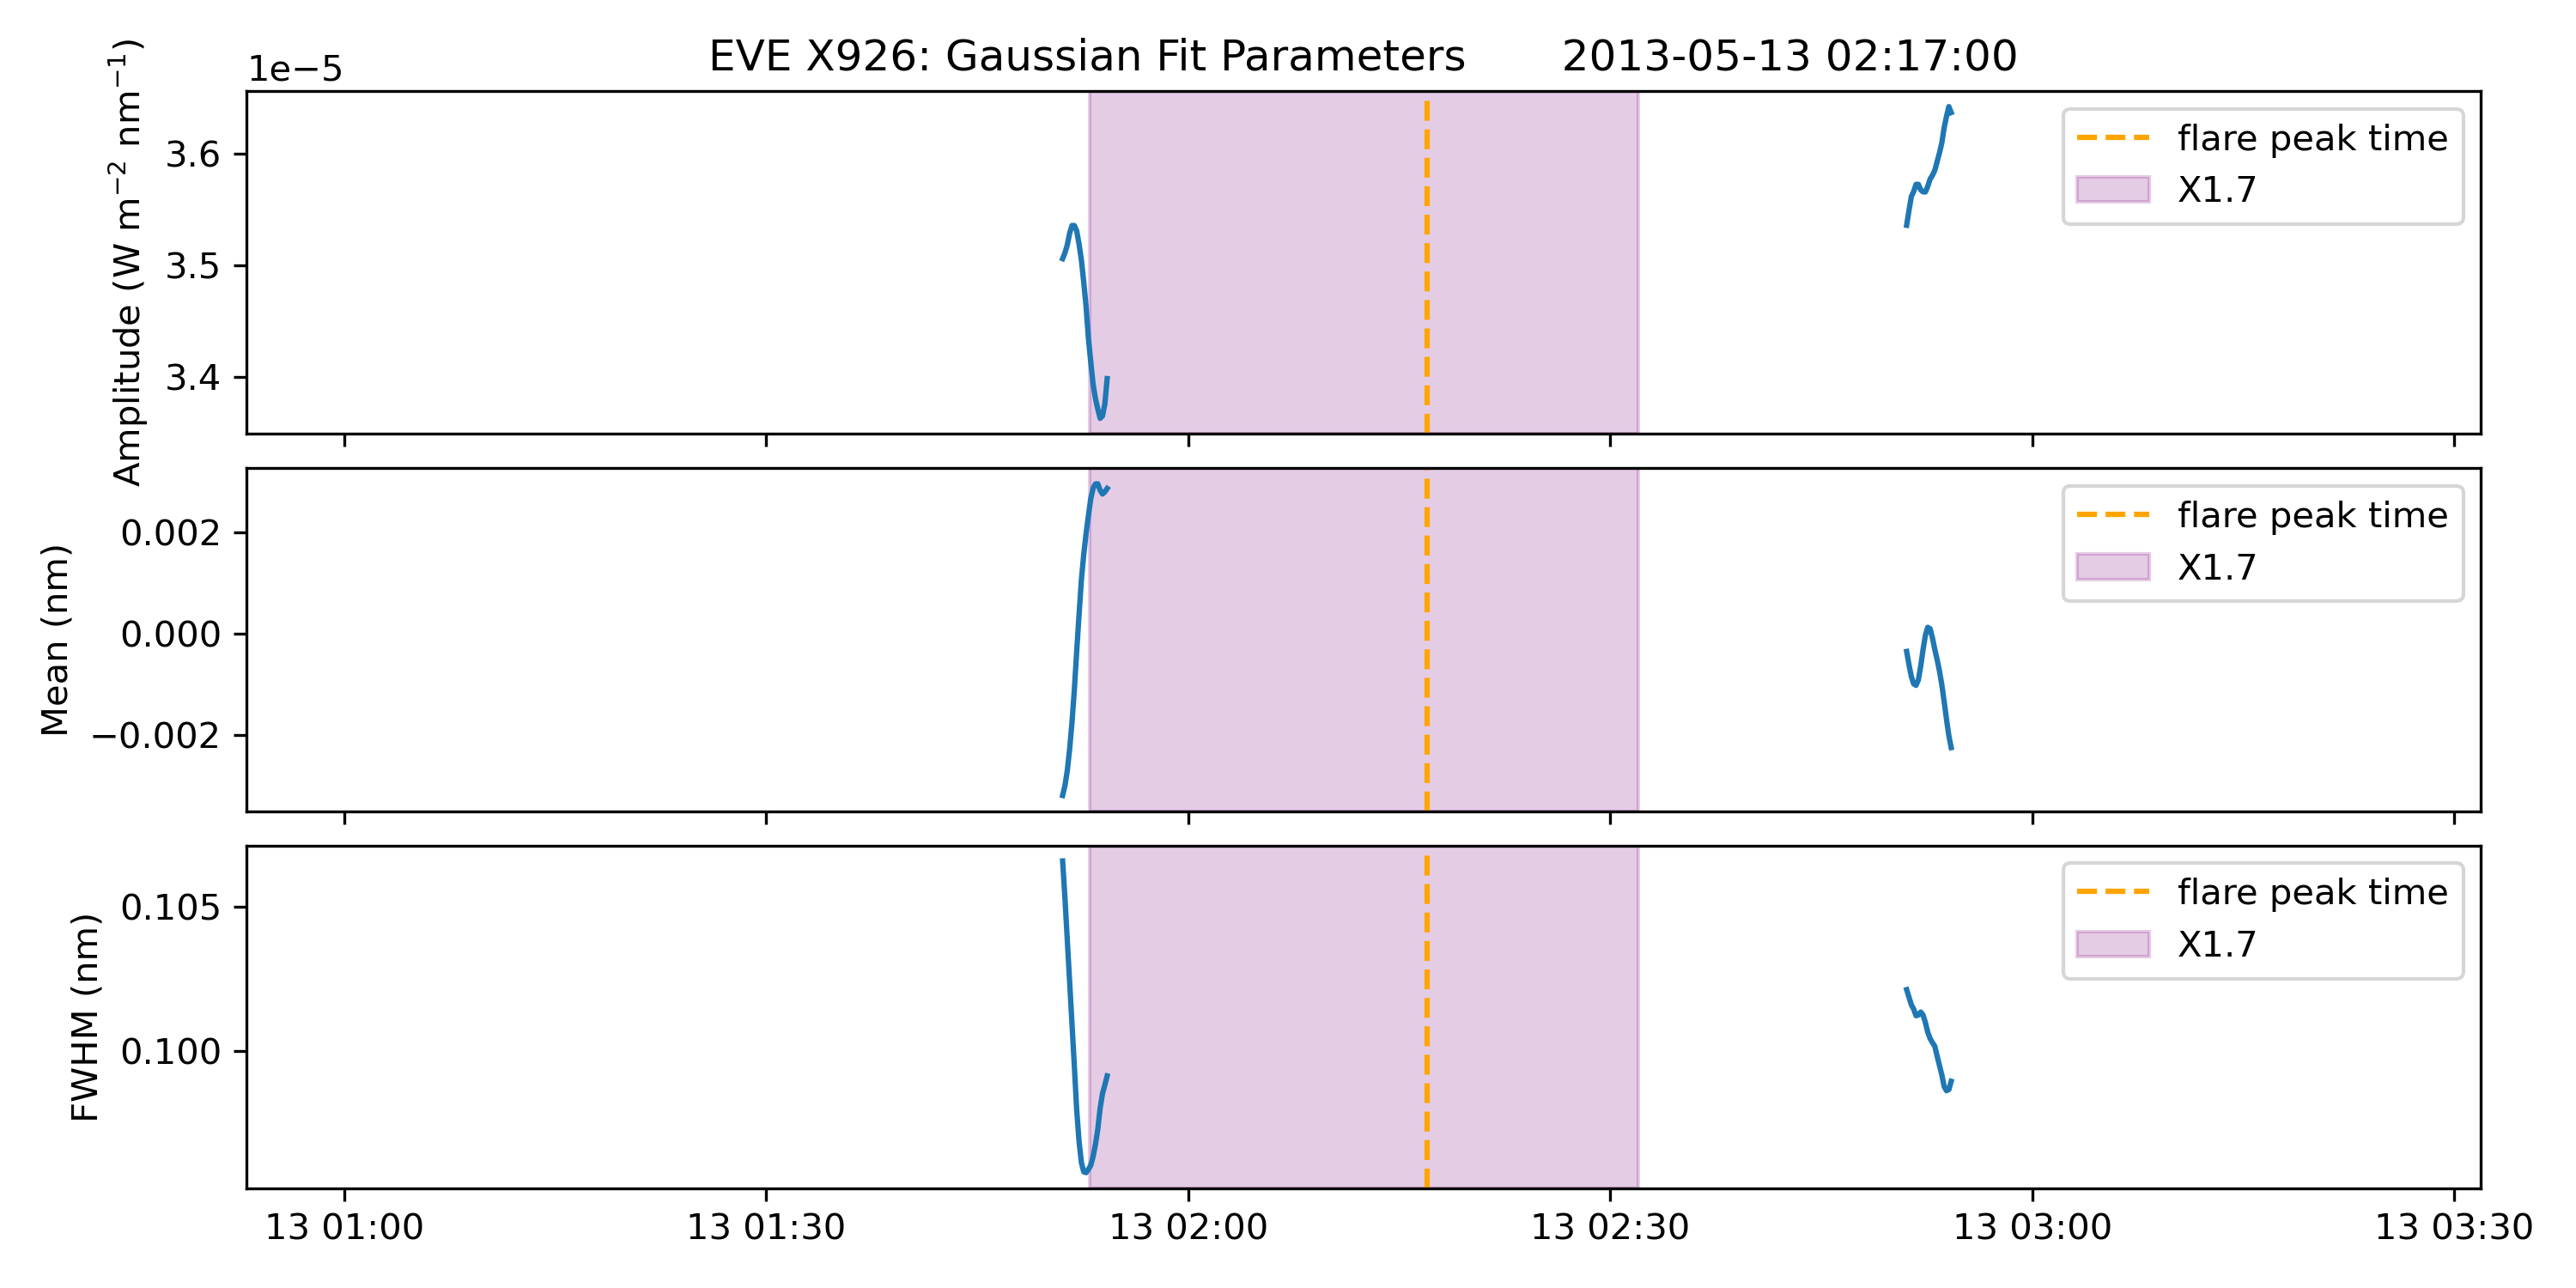 EVE X926: Gaussian Fit Parameters 2013-05-13 02:17:00
1e−5
Amplitude (W m⁻² nm⁻¹)
3.6
3.5
3.4
flare peak time
X1.7
Mean (nm)
0.002
0.000
−0.002
flare peak time
X1.7
FWHM (nm)
0.105
0.100
flare peak time
X1.7
13 01:00 13 01:30 13 02:00 13 02:30 13 03:00 13 03:30